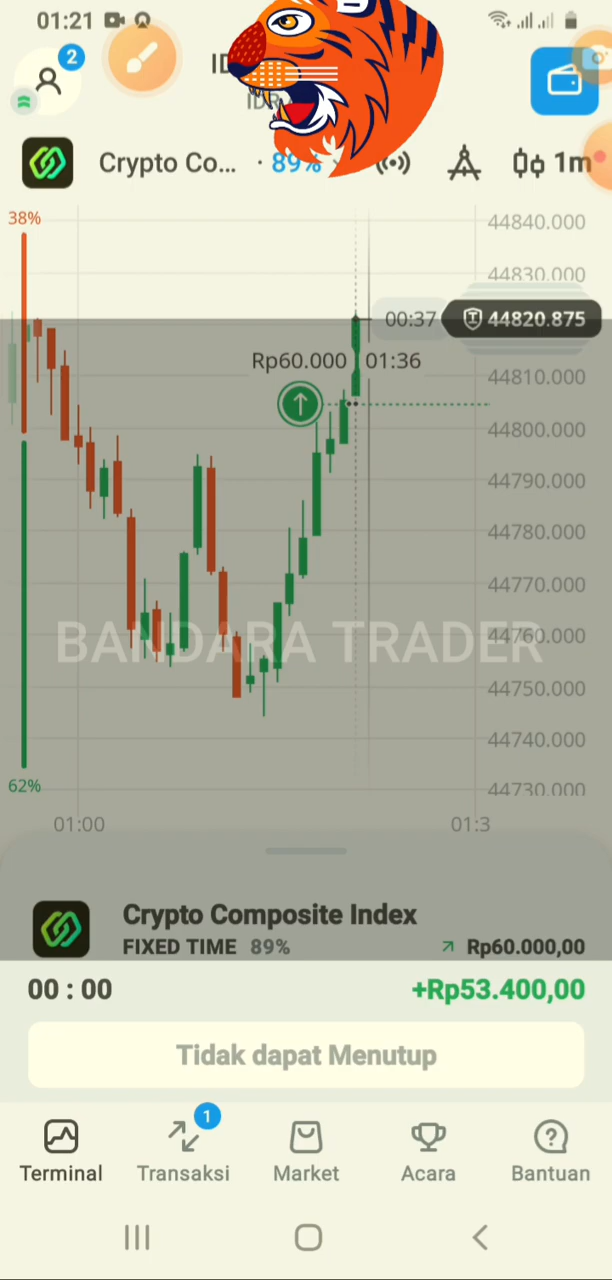 01:21
2
Crypto Co... · 89%
1m
38%
44840.000
44830.000
00:37
44820.875
Rp60.000
01:36
44810.000
44800.000
44790.000
44780.000
44770.000
44760.000
BANDARA TRADER
44750.000
44740.000
44730.000
62%
01:00
01:3
Crypto Composite Index
FIXED TIME 89%
Rp60.000,00
00 : 00
+Rp53.400,00
Tidak dapat Menutup
1
Terminal
Transaksi
Market
Acara
Bantuan